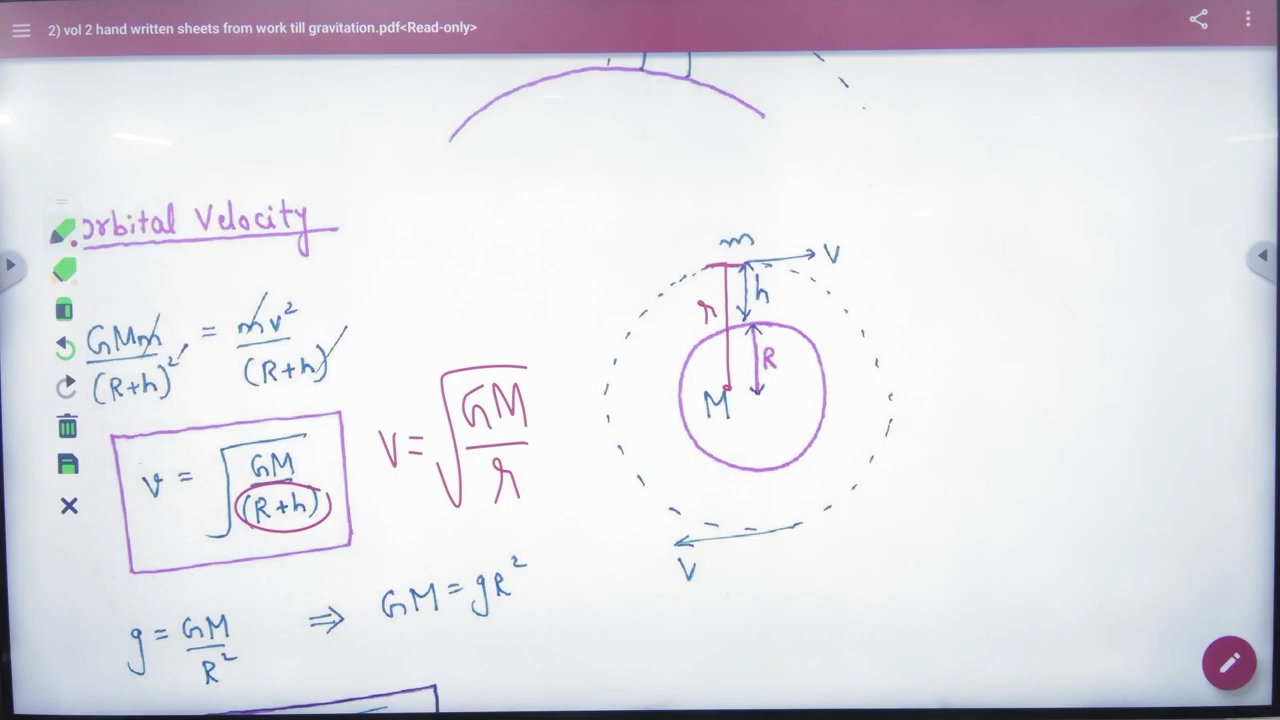 2) vol 2 hand written sheets from work till gravitation.pdf<Read-only>
orbital Velocity
GMm/(R+h)² = mv²/(R+h)
v = √(GM/(R+h))
V = √(GM/r)
g = GM/R² ⇒ GM = gR²
m
V
h
r
R
M
V